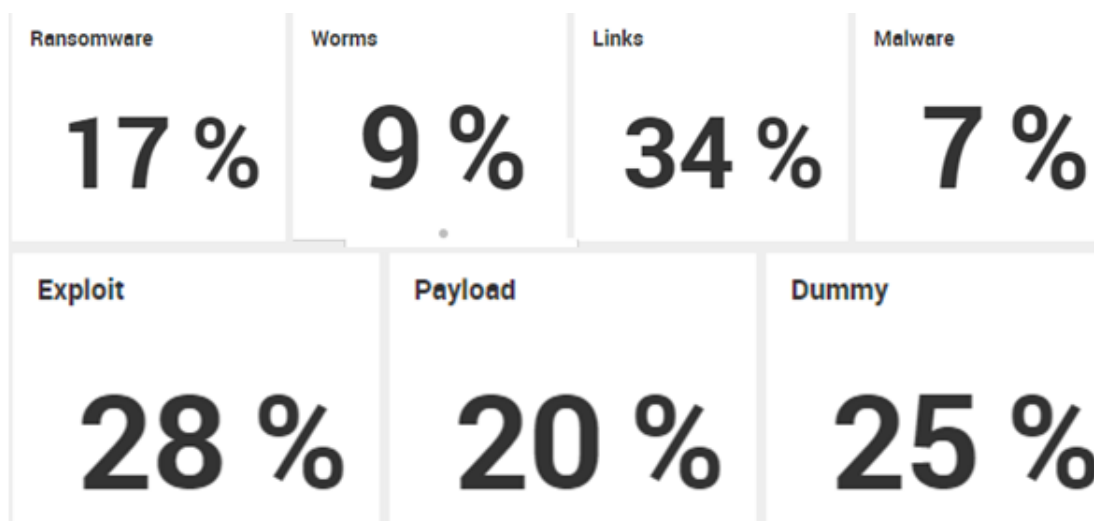 Ransomware Worms Links Malware
17 % 9 % 34 % 7 %
Exploit Payload Dummy
28 % 20 % 25 %